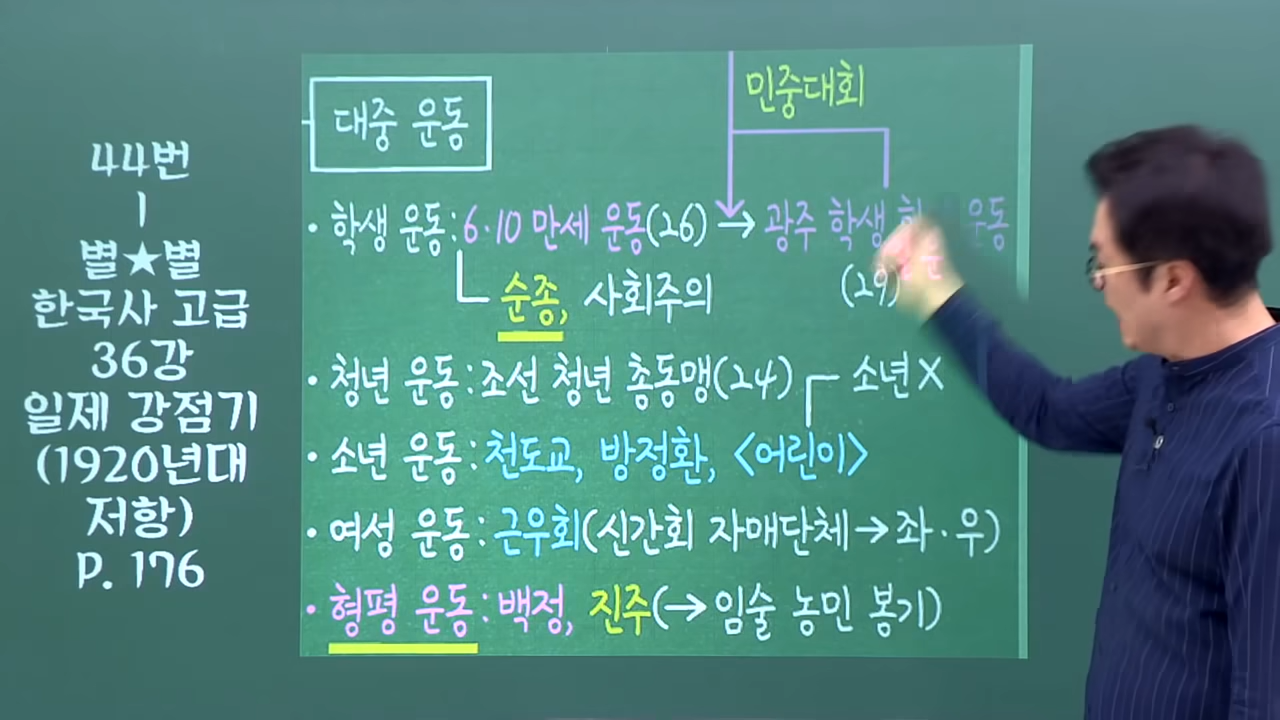 44번
|
별★별
한국사 고급
36강
일제 강점기
(1920년대
저항)
P. 176
대중 운동
민중대회
· 학생 운동:6·10 만세 운동(26) → 광주 학생 운동
(29)
순종, 사회주의
· 청년 운동:조선 청년 총동맹(24)
소년X
· 소년 운동:천도교, 방정환, <어린이>
· 여성 운동:근우회(신간회 자매단체→좌·우)
· 형평 운동:백정, 진주(→임술 농민 봉기)